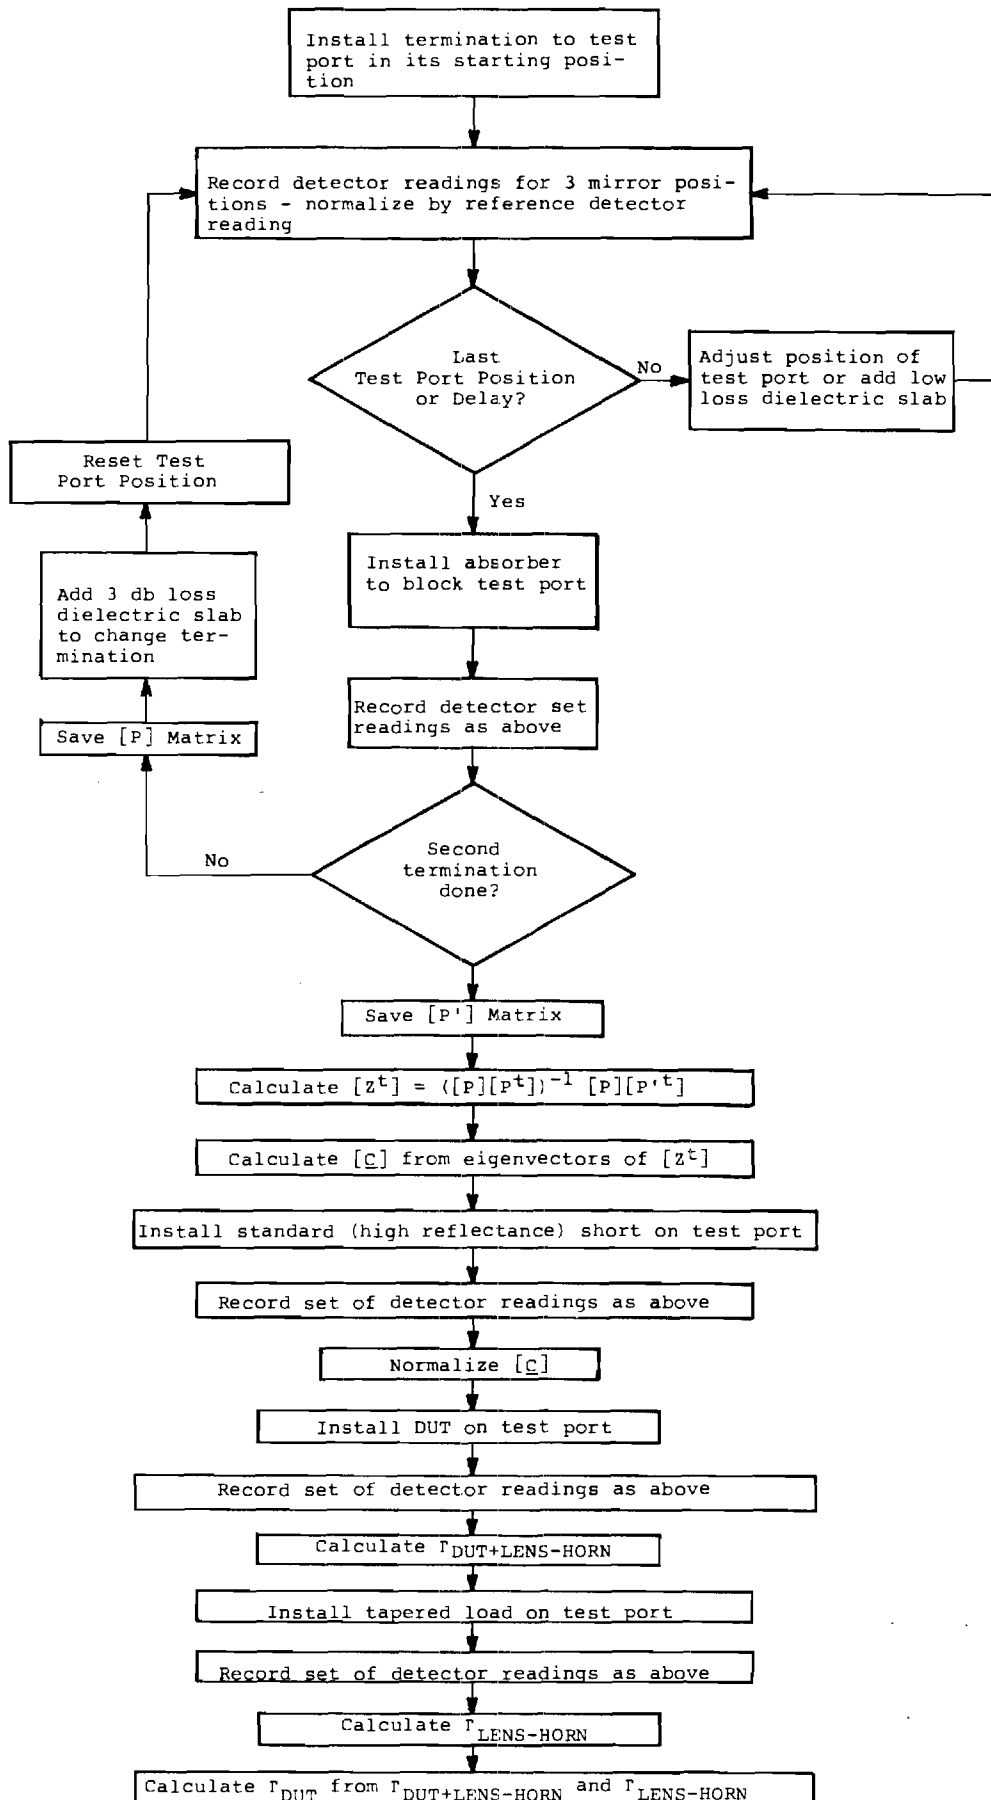 Install termination to test
port in its starting posi-
tion
Record detector readings for 3 mirror posi-
tions - normalize by reference detector
reading
Last
Test Port Position
or Delay?
No
Adjust position of
test port or add low
loss dielectric slab
Yes
Reset Test
Port Position
Install absorber
to block test port
Add 3 db loss
dielectric slab
to change ter-
mination
Record detector set
readings as above
Save [P] Matrix
No
Second
termination
done?
Save [P'] Matrix
Calculate [Zᵗ] = ([P][Pᵗ])⁻¹ [P][P'ᵗ]
Calculate [C̲] from eigenvectors of [Zᵗ]
Install standard (high reflectance) short on test port
Record set of detector readings as above
Normalize [C̲]
Install DUT on test port
Record set of detector readings as above
Calculate Γ_DUT+LENS-HORN
Install tapered load on test port
Record set of detector readings as above
Calculate Γ_LENS-HORN
Calculate Γ_DUT from Γ_DUT+LENS-HORN and Γ_LENS-HORN